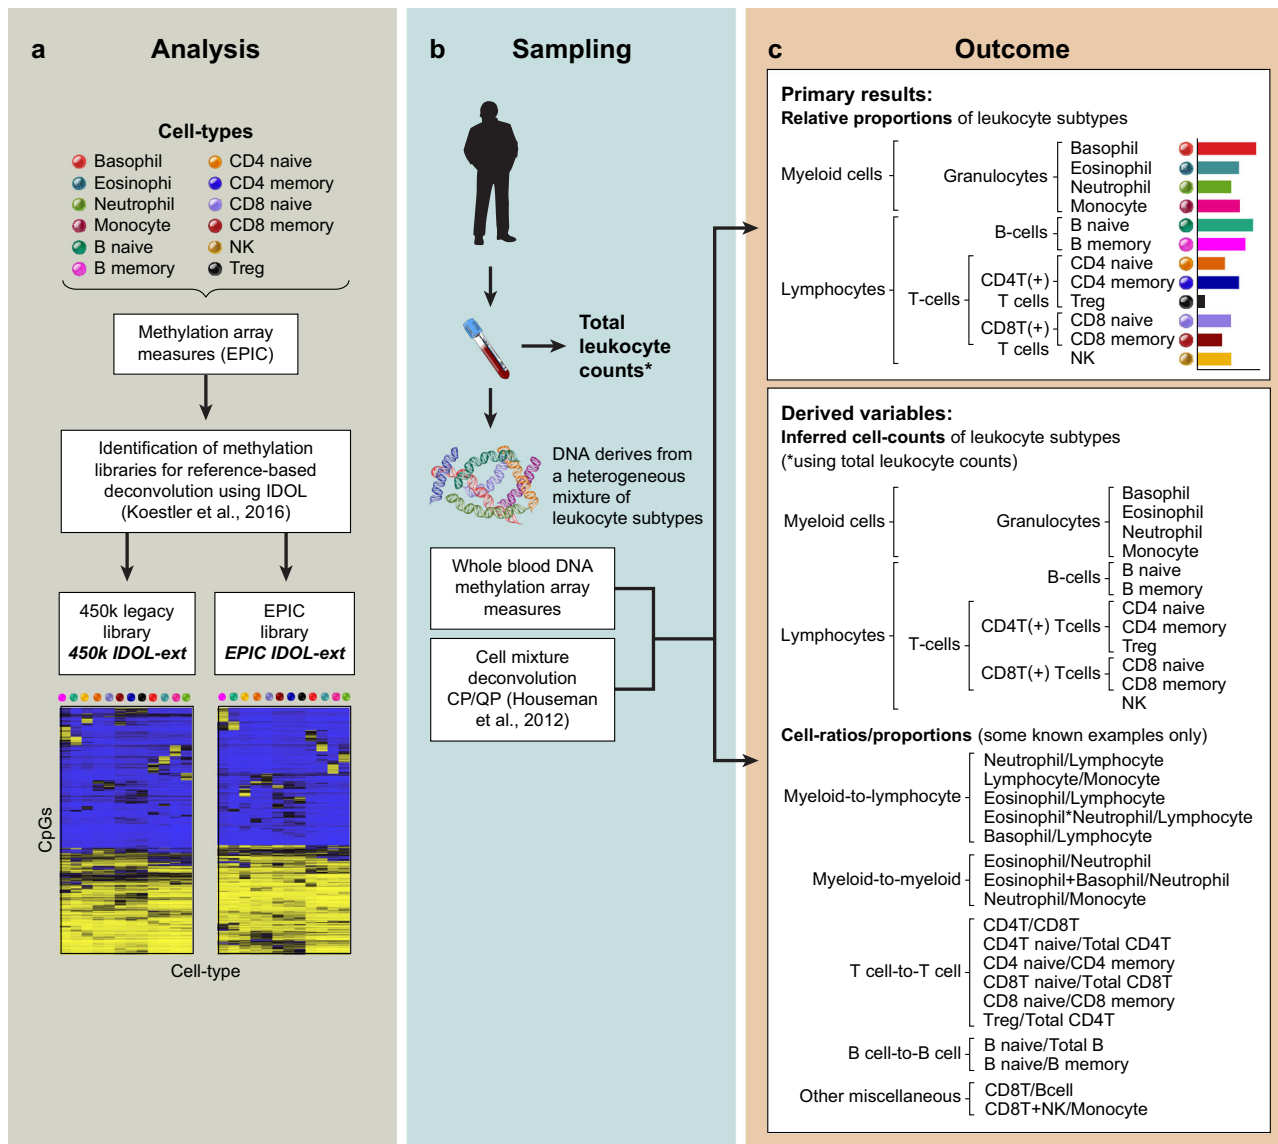 a Analysis
Cell-types
Basophil
Eosinophi
Neutrophil
Monocyte
B naive
B memory
CD4 naive
CD4 memory
CD8 naive
CD8 memory
NK
Treg
Methylation array
measures (EPIC)
Identification of methylation
libraries for reference-based
deconvolution using IDOL
(Koestler et al., 2016)
450k legacy
library
450k IDOL-ext
EPIC
library
EPIC IDOL-ext
CpGs
Cell-type
b Sampling
Total
leukocyte
counts*
DNA derives from
a heterogeneous
mixture of
leukocyte subtypes
Whole blood DNA
methylation array
measures
Cell mixture
deconvolution
CP/QP (Houseman
et al., 2012)
c Outcome
Primary results:
Relative proportions of leukocyte subtypes
Myeloid cells
Granulocytes
Basophil
Eosinophil
Neutrophil
Monocyte
Lymphocytes
B-cells
B naive
B memory
T-cells
CD4T(+)
T cells
CD4 naive
CD4 memory
Treg
CD8T(+)
T cells
CD8 naive
CD8 memory
NK
Derived variables:
Inferred cell-counts of leukocyte subtypes
(*using total leukocyte counts)
Myeloid cells
Granulocytes
Basophil
Eosinophil
Neutrophil
Monocyte
Lymphocytes
B-cells
B naive
B memory
T-cells
CD4T(+) Tcells
CD4 naive
CD4 memory
Treg
CD8T(+) Tcells
CD8 naive
CD8 memory
NK
Cell-ratios/proportions (some known examples only)
Myeloid-to-lymphocyte
Neutrophil/Lymphocyte
Lymphocyte/Monocyte
Eosinophil/Lymphocyte
Eosinophil*Neutrophil/Lymphocyte
Basophil/Lymphocyte
Myeloid-to-myeloid
Eosinophil/Neutrophil
Eosinophil+Basophil/Neutrophil
Neutrophil/Monocyte
T cell-to-T cell
CD4T/CD8T
CD4T naive/Total CD4T
CD4 naive/CD4 memory
CD8T naive/Total CD8T
CD8 naive/CD8 memory
Treg/Total CD4T
B cell-to-B cell
B naive/Total B
B naive/B memory
Other miscellaneous
CD8T/Bcell
CD8T+NK/Monocyte